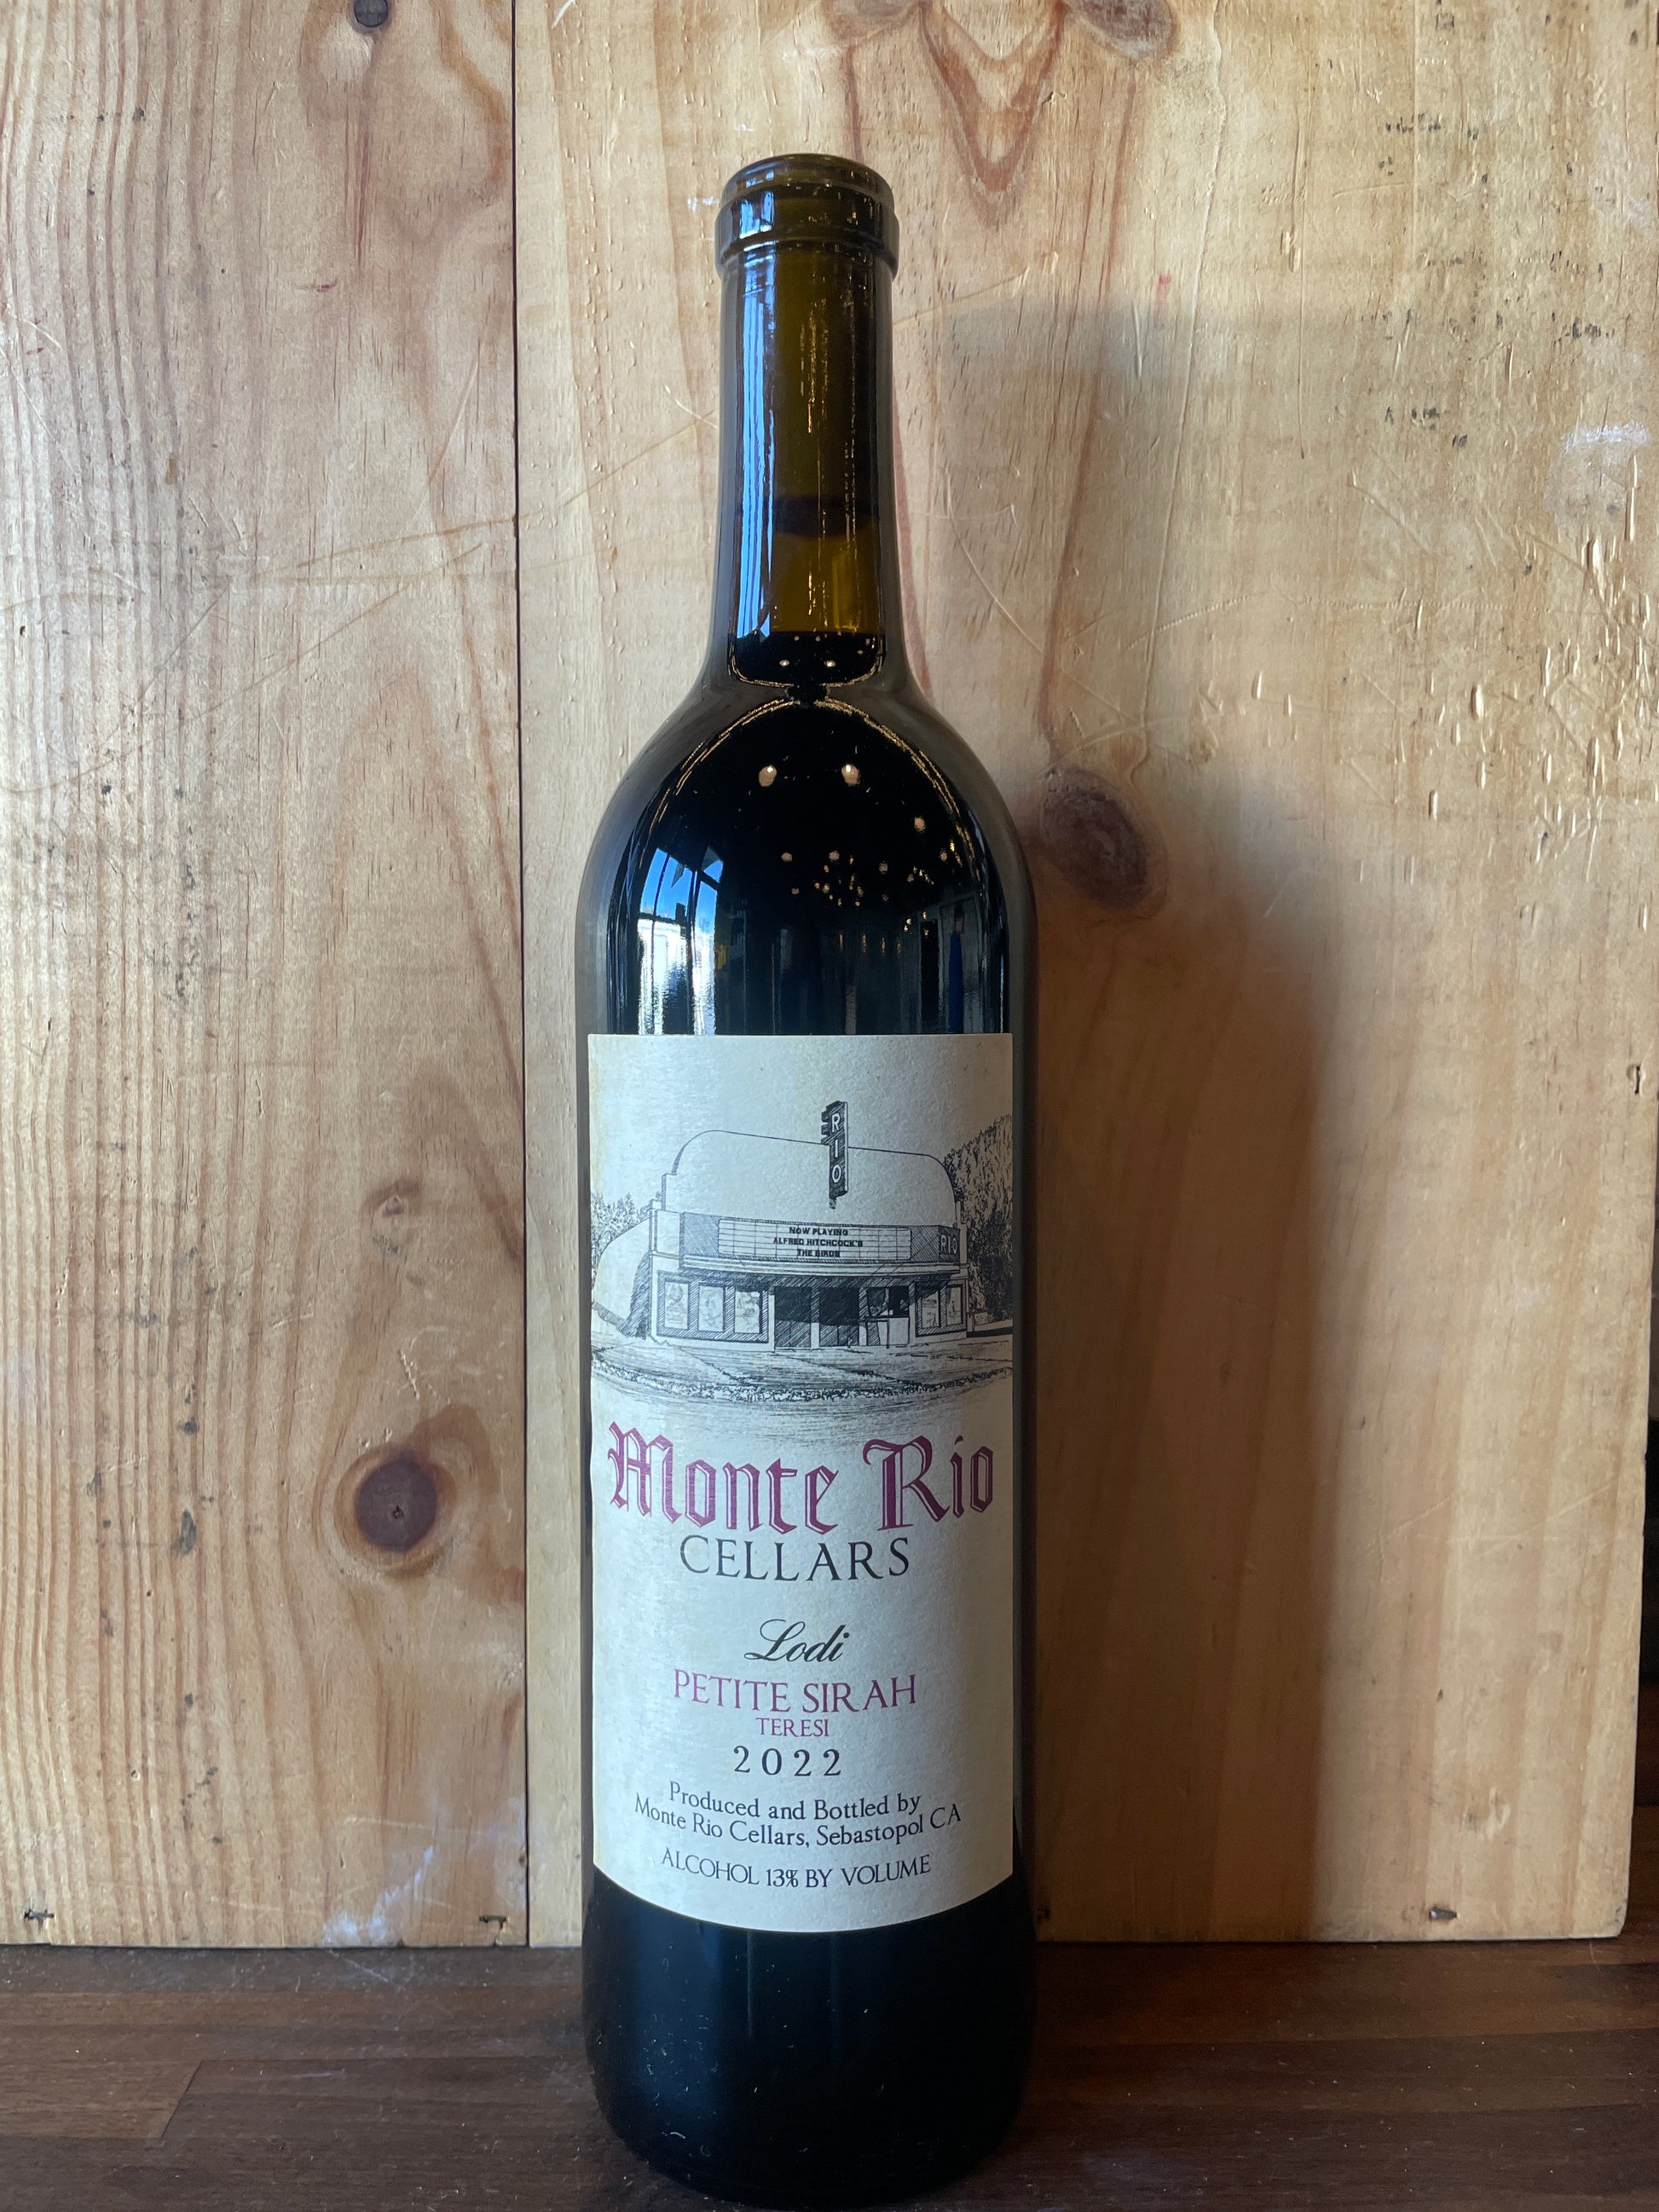 RIO
NOW PLAYING
ALFRED HITCHCOCK'S
THE BIRDS
RIO
Monte Rio
CELLARS
Lodi
PETITE SIRAH
TERESI
2022
Produced and Bottled by
Monte Rio Cellars, Sebastopol CA
ALCOHOL 13% BY VOLUME